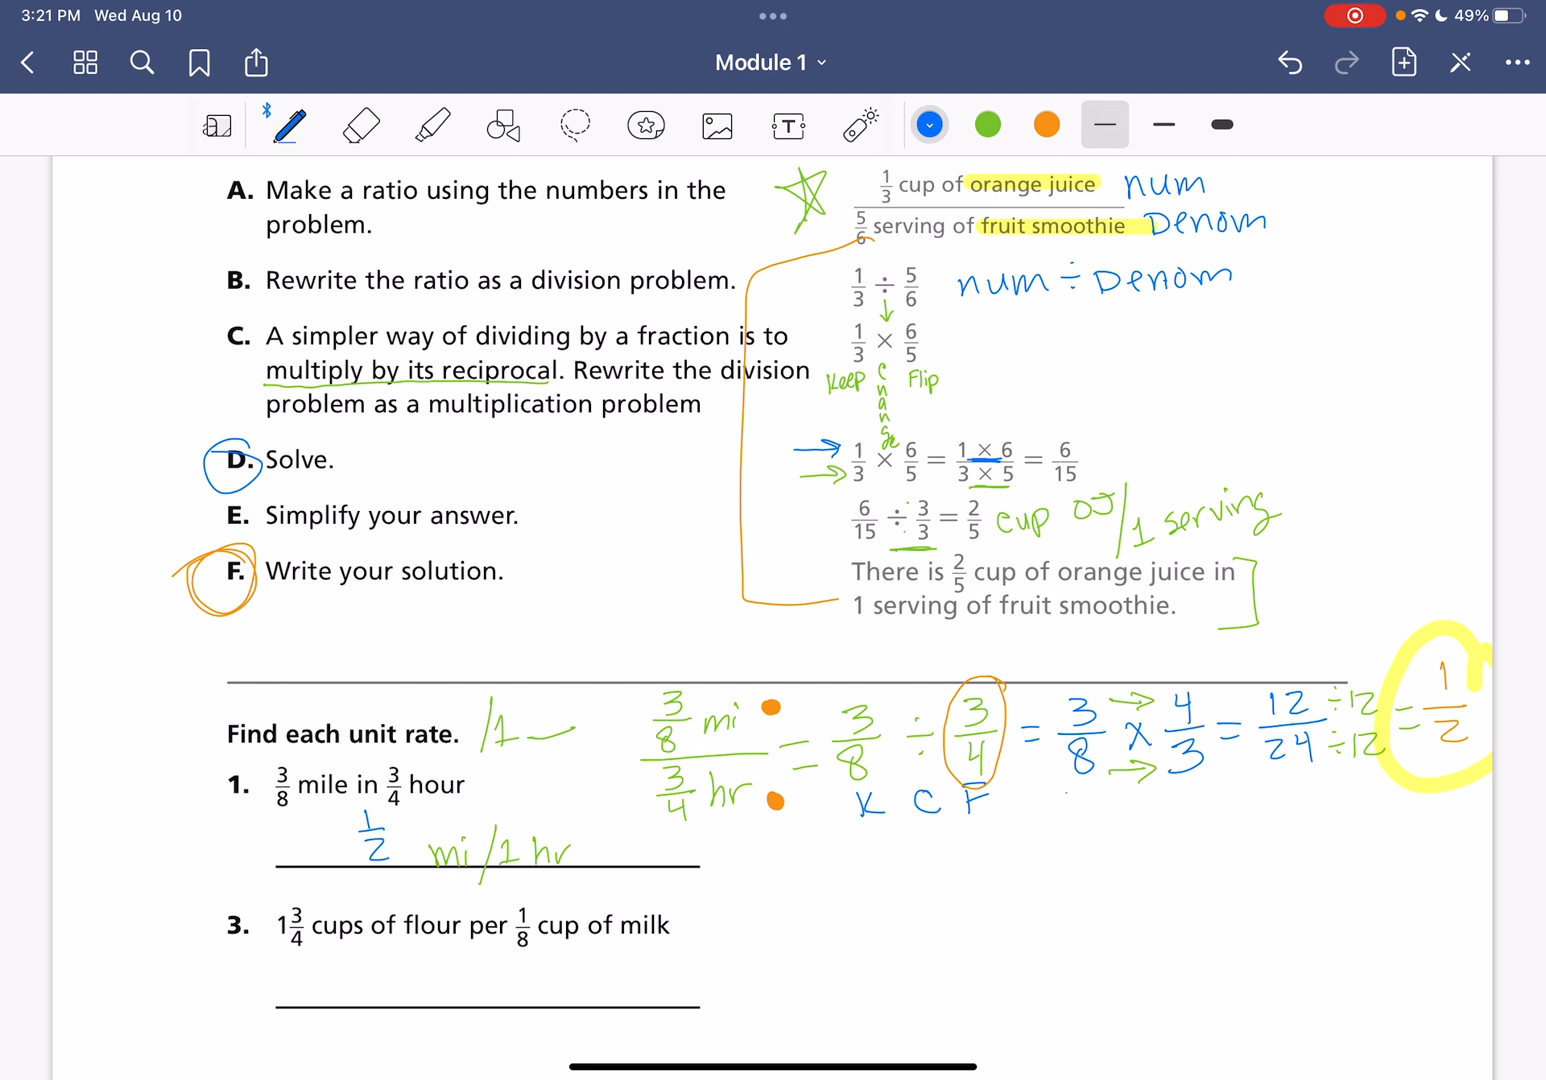 3:21 PM Wed Aug 10
49%
Module 1
A. Make a ratio using the numbers in the problem.
1/3 cup of orange juice num
5/6 serving of fruit smoothie Denom
B. Rewrite the ratio as a division problem.
1/3 ÷ 5/6 num ÷ Denom
C. A simpler way of dividing by a fraction is to
multiply by its reciprocal. Rewrite the division
problem as a multiplication problem
1/3 × 6/5
Keep Change Flip
D. Solve.
1/3 × 6/5 = 1 × 6/3 × 5 = 6/15
E. Simplify your answer.
6/15 ÷ 3/3 = 2/5 cup OJ/1 serving
F. Write your solution.
There is 2/5 cup of orange juice in
1 serving of fruit smoothie.
Find each unit rate. /1
3/8 mi / 3/4 hr = 3/8 ÷ 3/4 = 3/8 × 4/3 = 12/24 ÷12/÷12 = 1/2
K C F
1. 3/8 mile in 3/4 hour
1/2 mi/1 hr
3. 1 3/4 cups of flour per 1/8 cup of milk